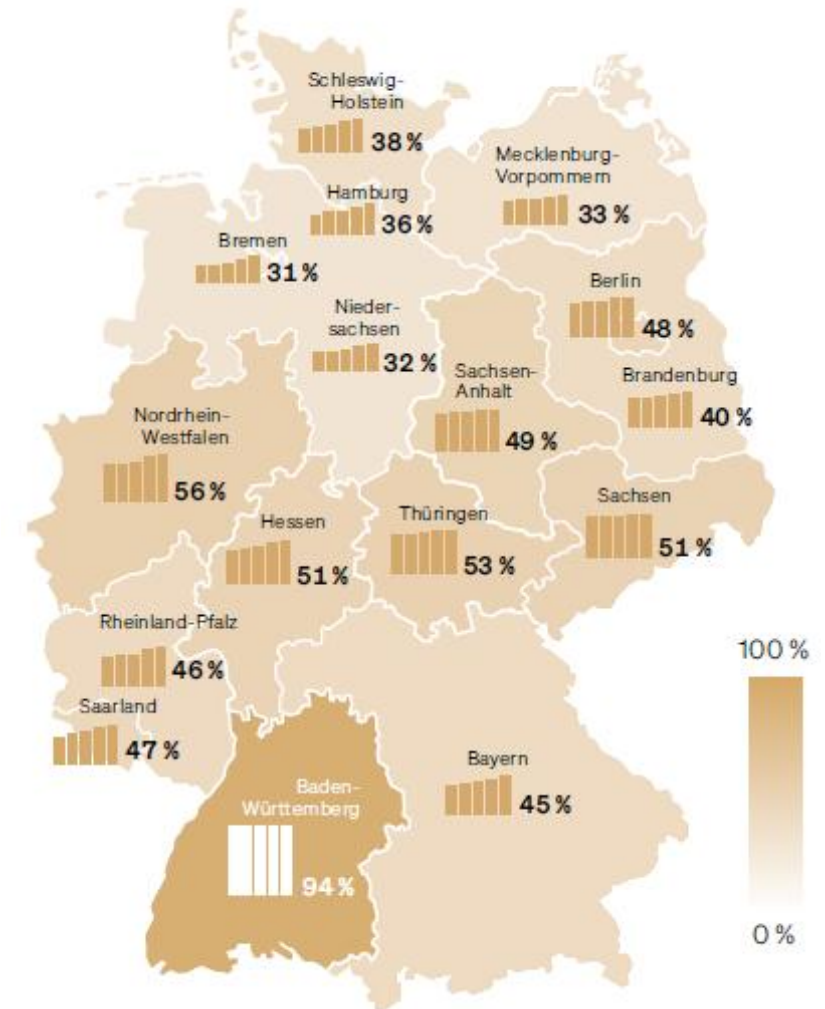 Schleswig-
Holstein
38 %
Mecklenburg-
Vorpommern
33 %
Hamburg
36 %
Bremen
31 %
Berlin
48 %
Nieder-
sachsen
32 %
Sachsen-
Anhalt
49 %
Brandenburg
40 %
Nordrhein-
Westfalen
56 %
Hessen
51 %
Thüringen
53 %
Sachsen
51 %
Rheinland-Pfalz
46 %
Saarland
47 %
Baden-
Württemberg
94 %
Bayern
45 %
100 %
0 %